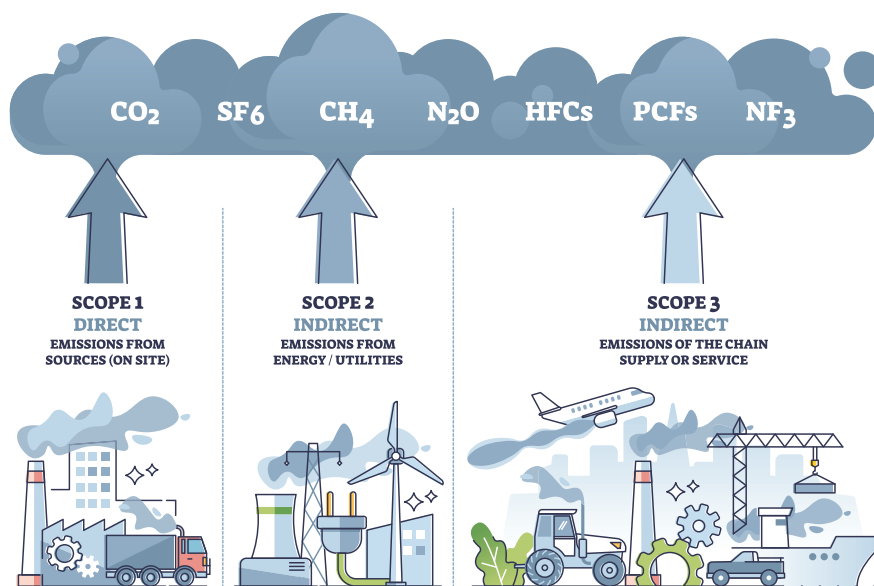 CO2 SF6 CH4 N2O HFCs PCFs NF3
SCOPE 1
DIRECT
EMISSIONS FROM
SOURCES (ON SITE)
SCOPE 2
INDIRECT
EMISSIONS FROM
ENERGY / UTILITIES
SCOPE 3
INDIRECT
EMISSIONS OF THE CHAIN
SUPPLY OR SERVICE